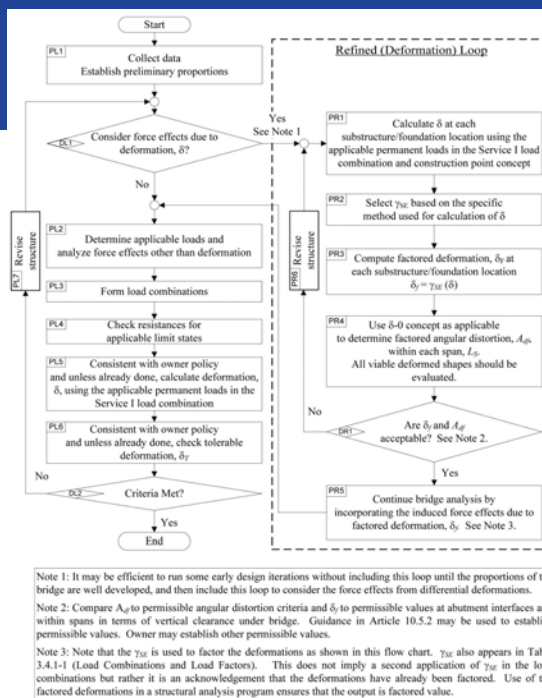 Start
PL1
Collect data
Establish preliminary proportions
DL1
Consider force effects due to
deformation, δ?
Yes
See Note 1
No
PL2
Determine applicable loads and
analyze force effects other than deformation
PL3
Form load combinations
PL4
Check resistances for
applicable limit states
PL5
Consistent with owner policy
and unless already done, calculate deformation,
δ, using the applicable permanent loads in the
Service I load combination
PL6
Consistent with owner policy
and unless already done, check tolerable
deformation, δT
No
DL2
Criteria Met?
Yes
End
PL7
Revise
structure
Refined (Deformation) Loop
PR1
Calculate δ at each
substructure/foundation location using the
applicable permanent loads in the Service I load
combination and construction point concept
PR2
Select γSE based on the specific
method used for calculation of δ
PR3
Compute factored deformation, δf at
each substructure/foundation location
δf = γSE (δ)
PR4
Use δ-0 concept as applicable
to determine factored angular distortion, Adf,
within each span, LS.
All viable deformed shapes should be
evaluated.
No
DR1
Are δf and Adf
acceptable? See Note 2.
Yes
PR5
Continue bridge analysis by
incorporating the induced force effects due to
factored deformation, δf. See Note 3.
PR6
Revise
structure
Note 1: It may be efficient to run some early design iterations without including this loop until the proportions of
bridge are well developed, and then include this loop to consider the force effects from differential deformations.
Note 2: Compare Adf to permissible angular distortion criteria and δf to permissible values at abutment interfaces
within spans in terms of vertical clearance under bridge. Guidance in Article 10.5.2 may be used to
permissible values. Owner may establish other permissible values.
Note 3: Note that the γSE is used to factor the deformations as shown in this flow chart. γSE also appears in
3.4.1-1 (Load Combinations and Load Factors). This does not imply a second application of γSE in the
combinations but rather it is an acknowledgement that the deformations have already been factored. Use of
factored deformations in a structural analysis program ensures that the output is factored value.